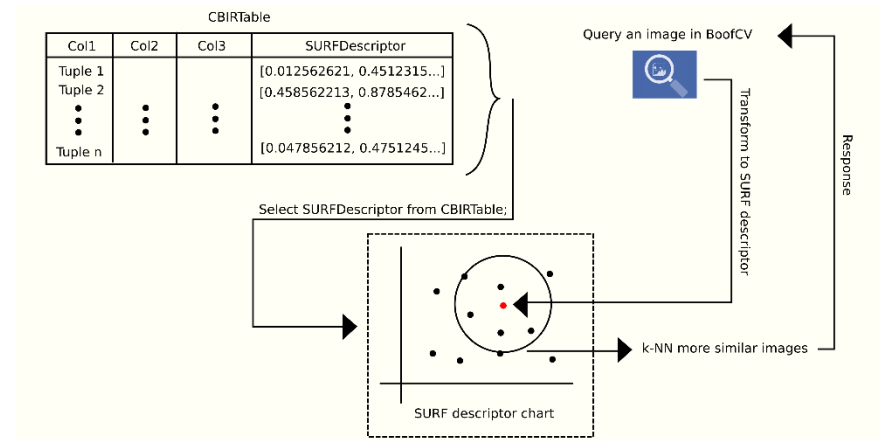 CBIRTable
Col1 Col2 Col3 SURFDescriptor
Tuple 1 [0.012562621, 0.4512315...]
Tuple 2 [0.458562213, 0.8785462...]
Tuple n [0.047856212, 0.4751245...]
Query an image in BoofCV
Transform to SURF descriptor
Response
Select SURFDescriptor from CBIRTable;
k-NN more similar images
SURF descriptor chart